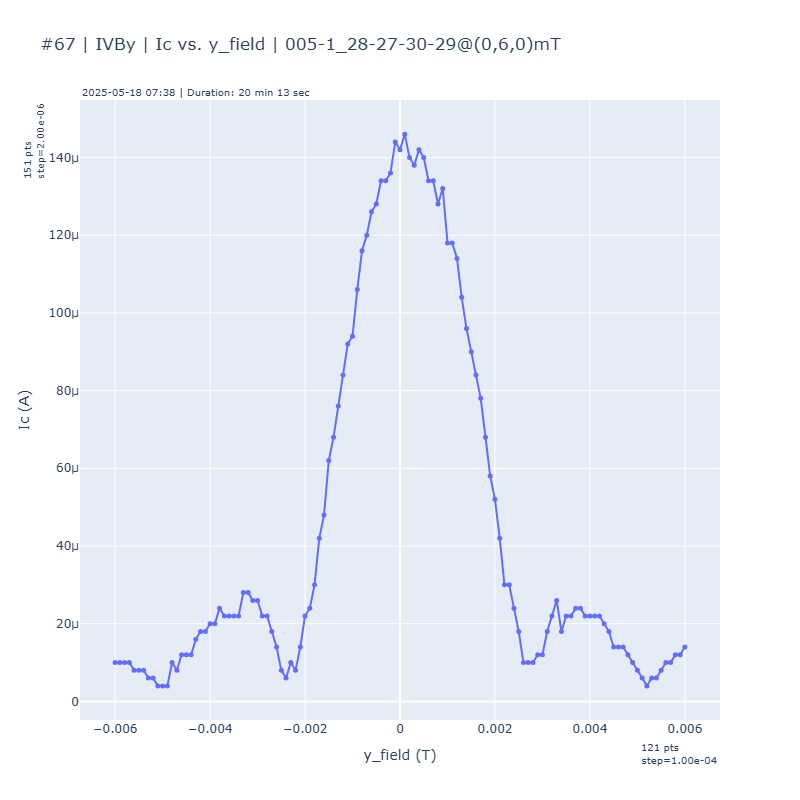 #67 | IVBy | Ic vs. y_field | 005-1_28-27-30-29@(0,6,0)mT
2025-05-18 07:38 | Duration: 20 min 13 sec
151 pts
step=2.00e-06
140μ
120μ
100μ
80μ
60μ
40μ
20μ
0
Ic (A)
−0.006
−0.004
−0.002
0
0.002
0.004
0.006
y_field (T)
121 pts
step=1.00e-04